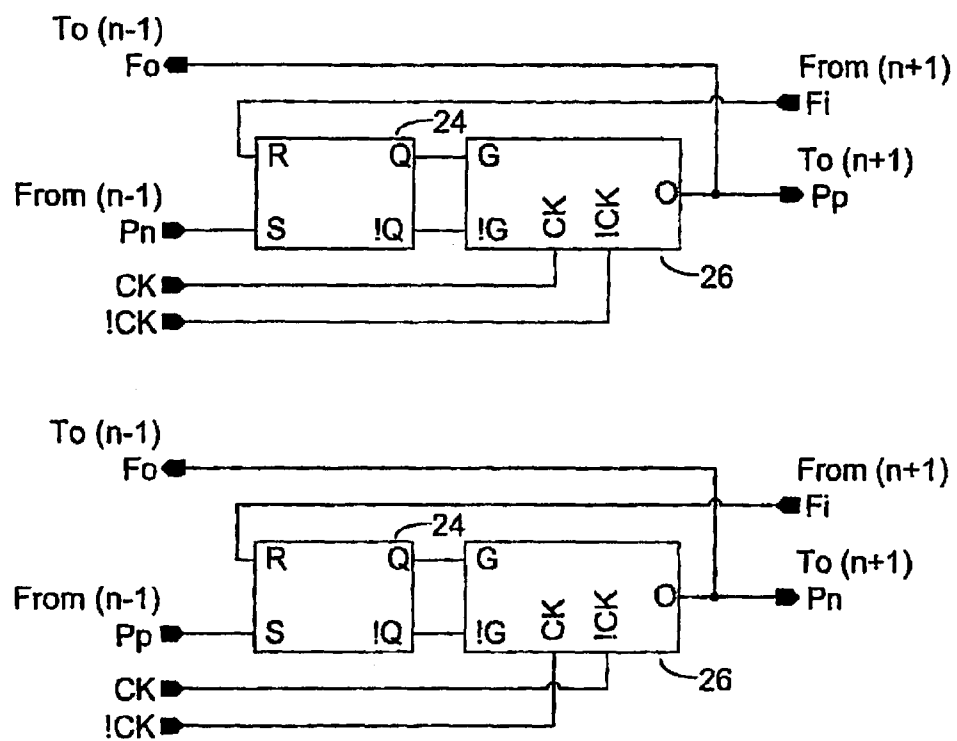 To (n-1)
Fo
From (n+1)
Fi
24
R
Q
G
To (n+1)
O
Pp
From (n-1)
Pn
S
!Q
!G
CK
!CK
26
CK
!CK
To (n-1)
Fo
From (n+1)
Fi
24
R
Q
G
To (n+1)
O
Pn
From (n-1)
Pp
S
!Q
!G
CK
!CK
26
CK
!CK